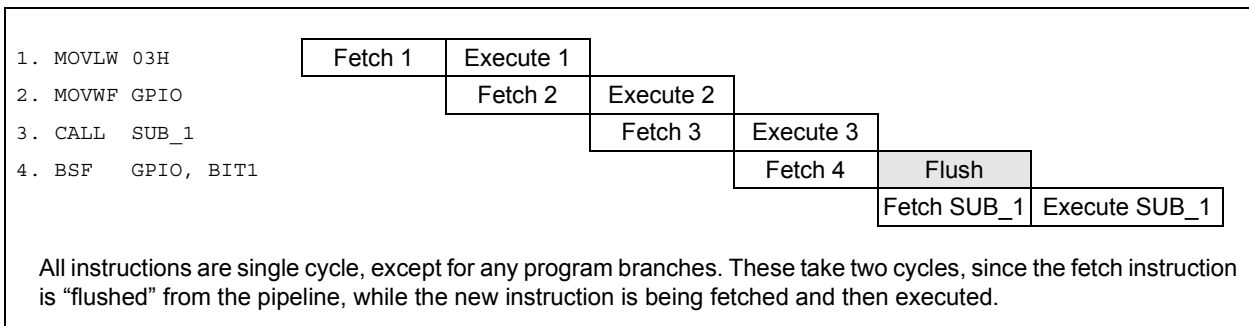 1. MOVLW 03H Fetch 1 Execute 1
2. MOVWF GPIO Fetch 2 Execute 2
3. CALL SUB_1 Fetch 3 Execute 3
4. BSF GPIO, BIT1 Fetch 4 Flush
Fetch SUB_1 Execute SUB_1
All instructions are single cycle, except for any program branches. These take two cycles, since the fetch instruction
is “flushed” from the pipeline, while the new instruction is being fetched and then executed.